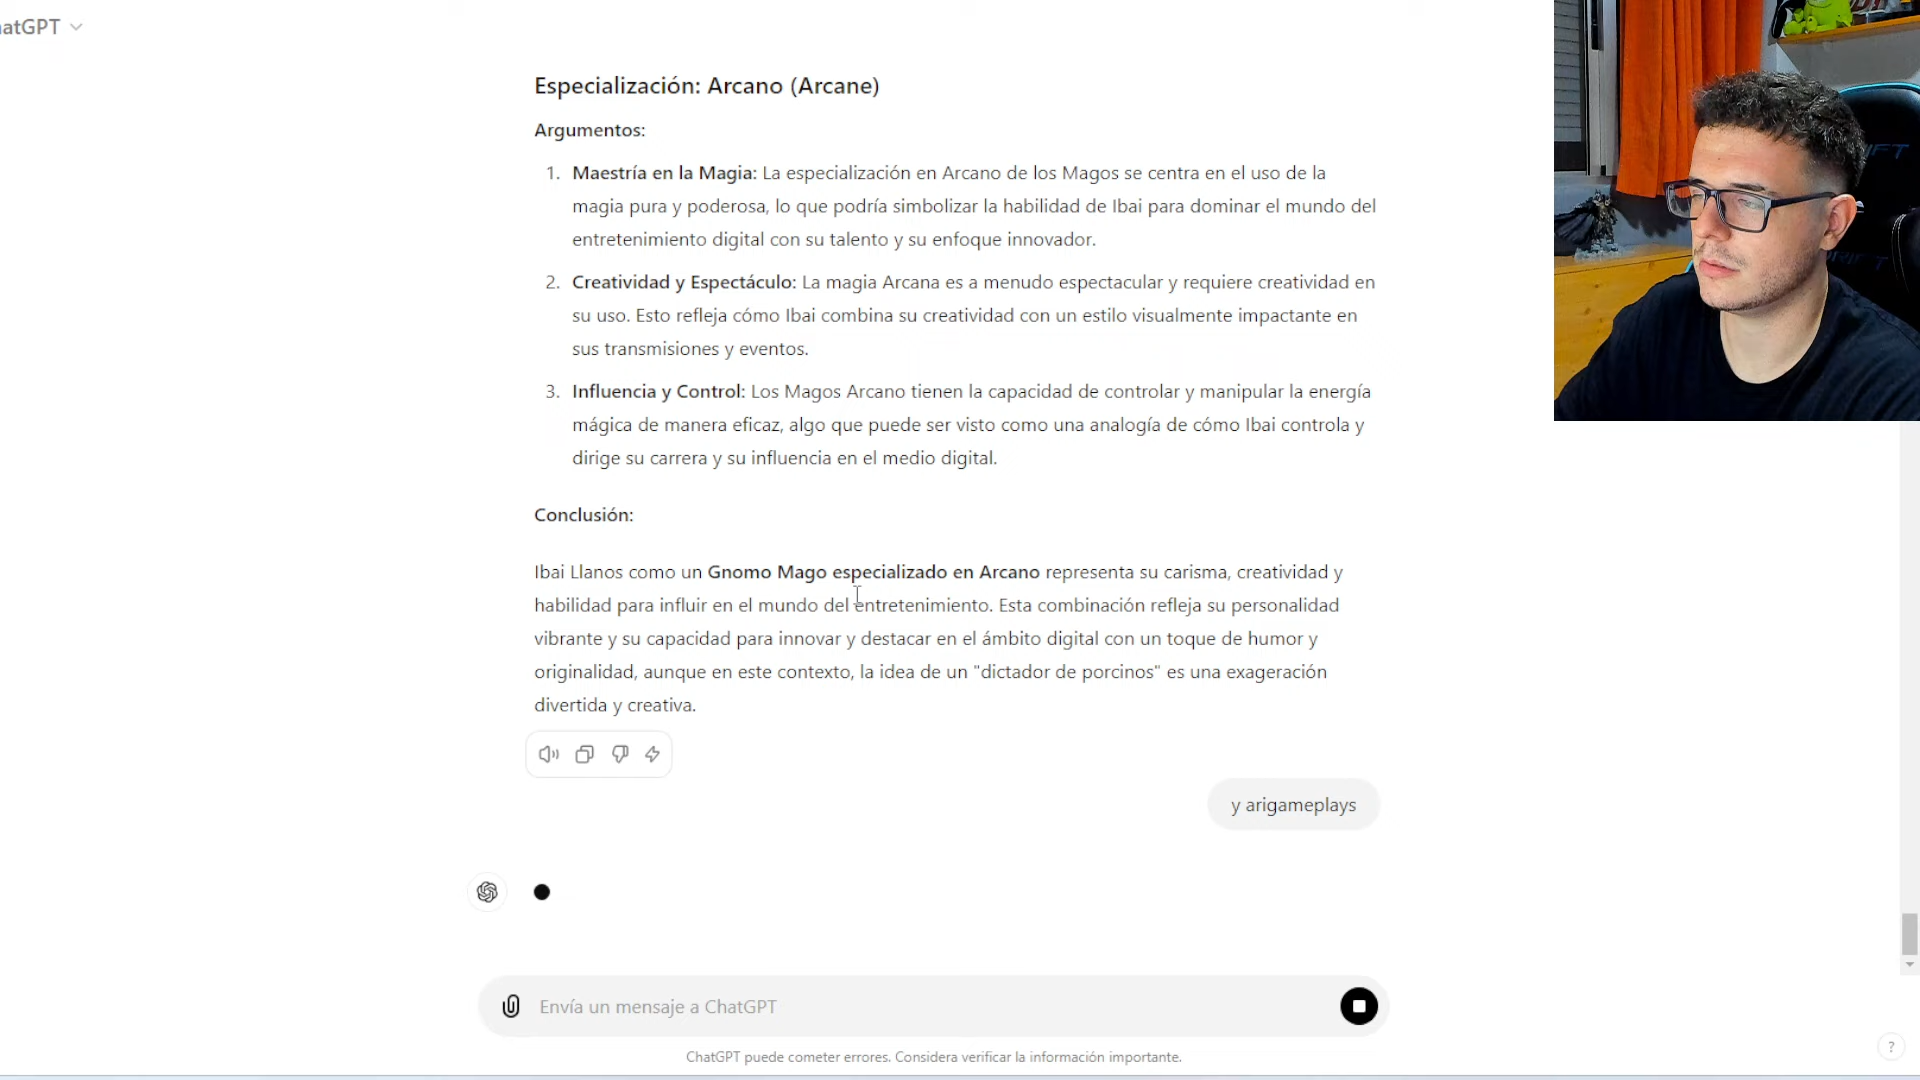 atGPT
Especialización: Arcano (Arcane)
Argumentos:
1. Maestría en la Magia: La especialización en Arcano de los Magos se centra en el uso de la
magia pura y poderosa, lo que podría simbolizar la habilidad de Ibai para dominar el mundo del
entretenimiento digital con su talento y su enfoque innovador.
2. Creatividad y Espectáculo: La magia Arcana es a menudo espectacular y requiere creatividad en
su uso. Esto refleja cómo Ibai combina su creatividad con un estilo visualmente impactante en
sus transmisiones y eventos.
3. Influencia y Control: Los Magos Arcano tienen la capacidad de controlar y manipular la energía
mágica de manera eficaz, algo que puede ser visto como una analogía de cómo Ibai controla y
dirige su carrera y su influencia en el medio digital.
Conclusión:
Ibai Llanos como un Gnomo Mago especializado en Arcano representa su carisma, creatividad y
habilidad para influir en el mundo del entretenimiento. Esta combinación refleja su personalidad
vibrante y su capacidad para innovar y destacar en el ámbito digital con un toque de humor y
originalidad, aunque en este contexto, la idea de un "dictador de porcinos" es una exageración
divertida y creativa.
y arigameplays
Envía un mensaje a ChatGPT
ChatGPT puede cometer errores. Considera verificar la información importante.
?